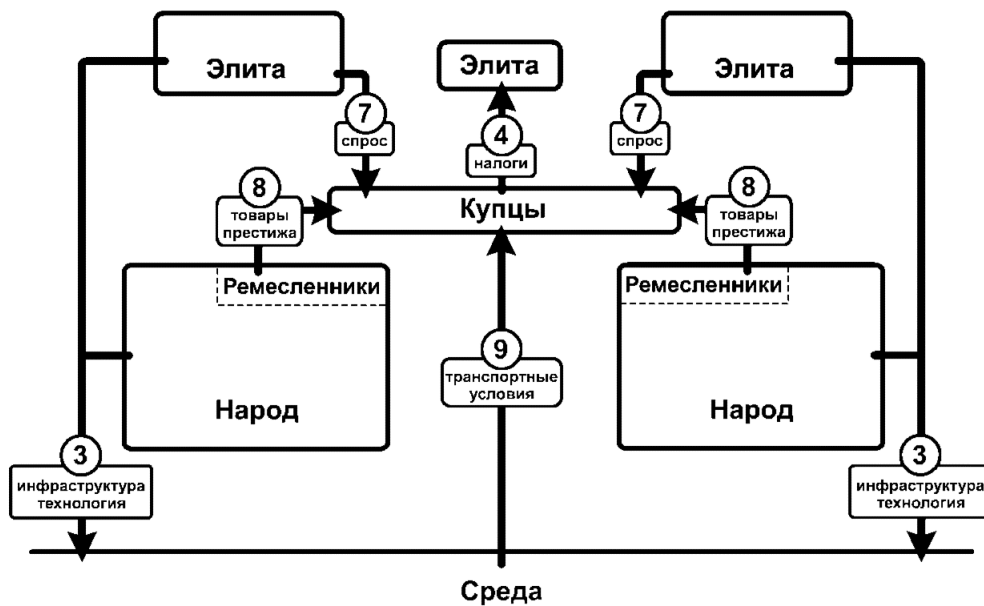 Элита
Элита
Элита
7
спрос
4
налоги
7
спрос
8
товары
престижа
Купцы
8
товары
престижа
Ремесленники
Ремесленники
9
транспортные
условия
Народ
Народ
3
инфраструктура
технология
3
инфраструктура
технология
Среда